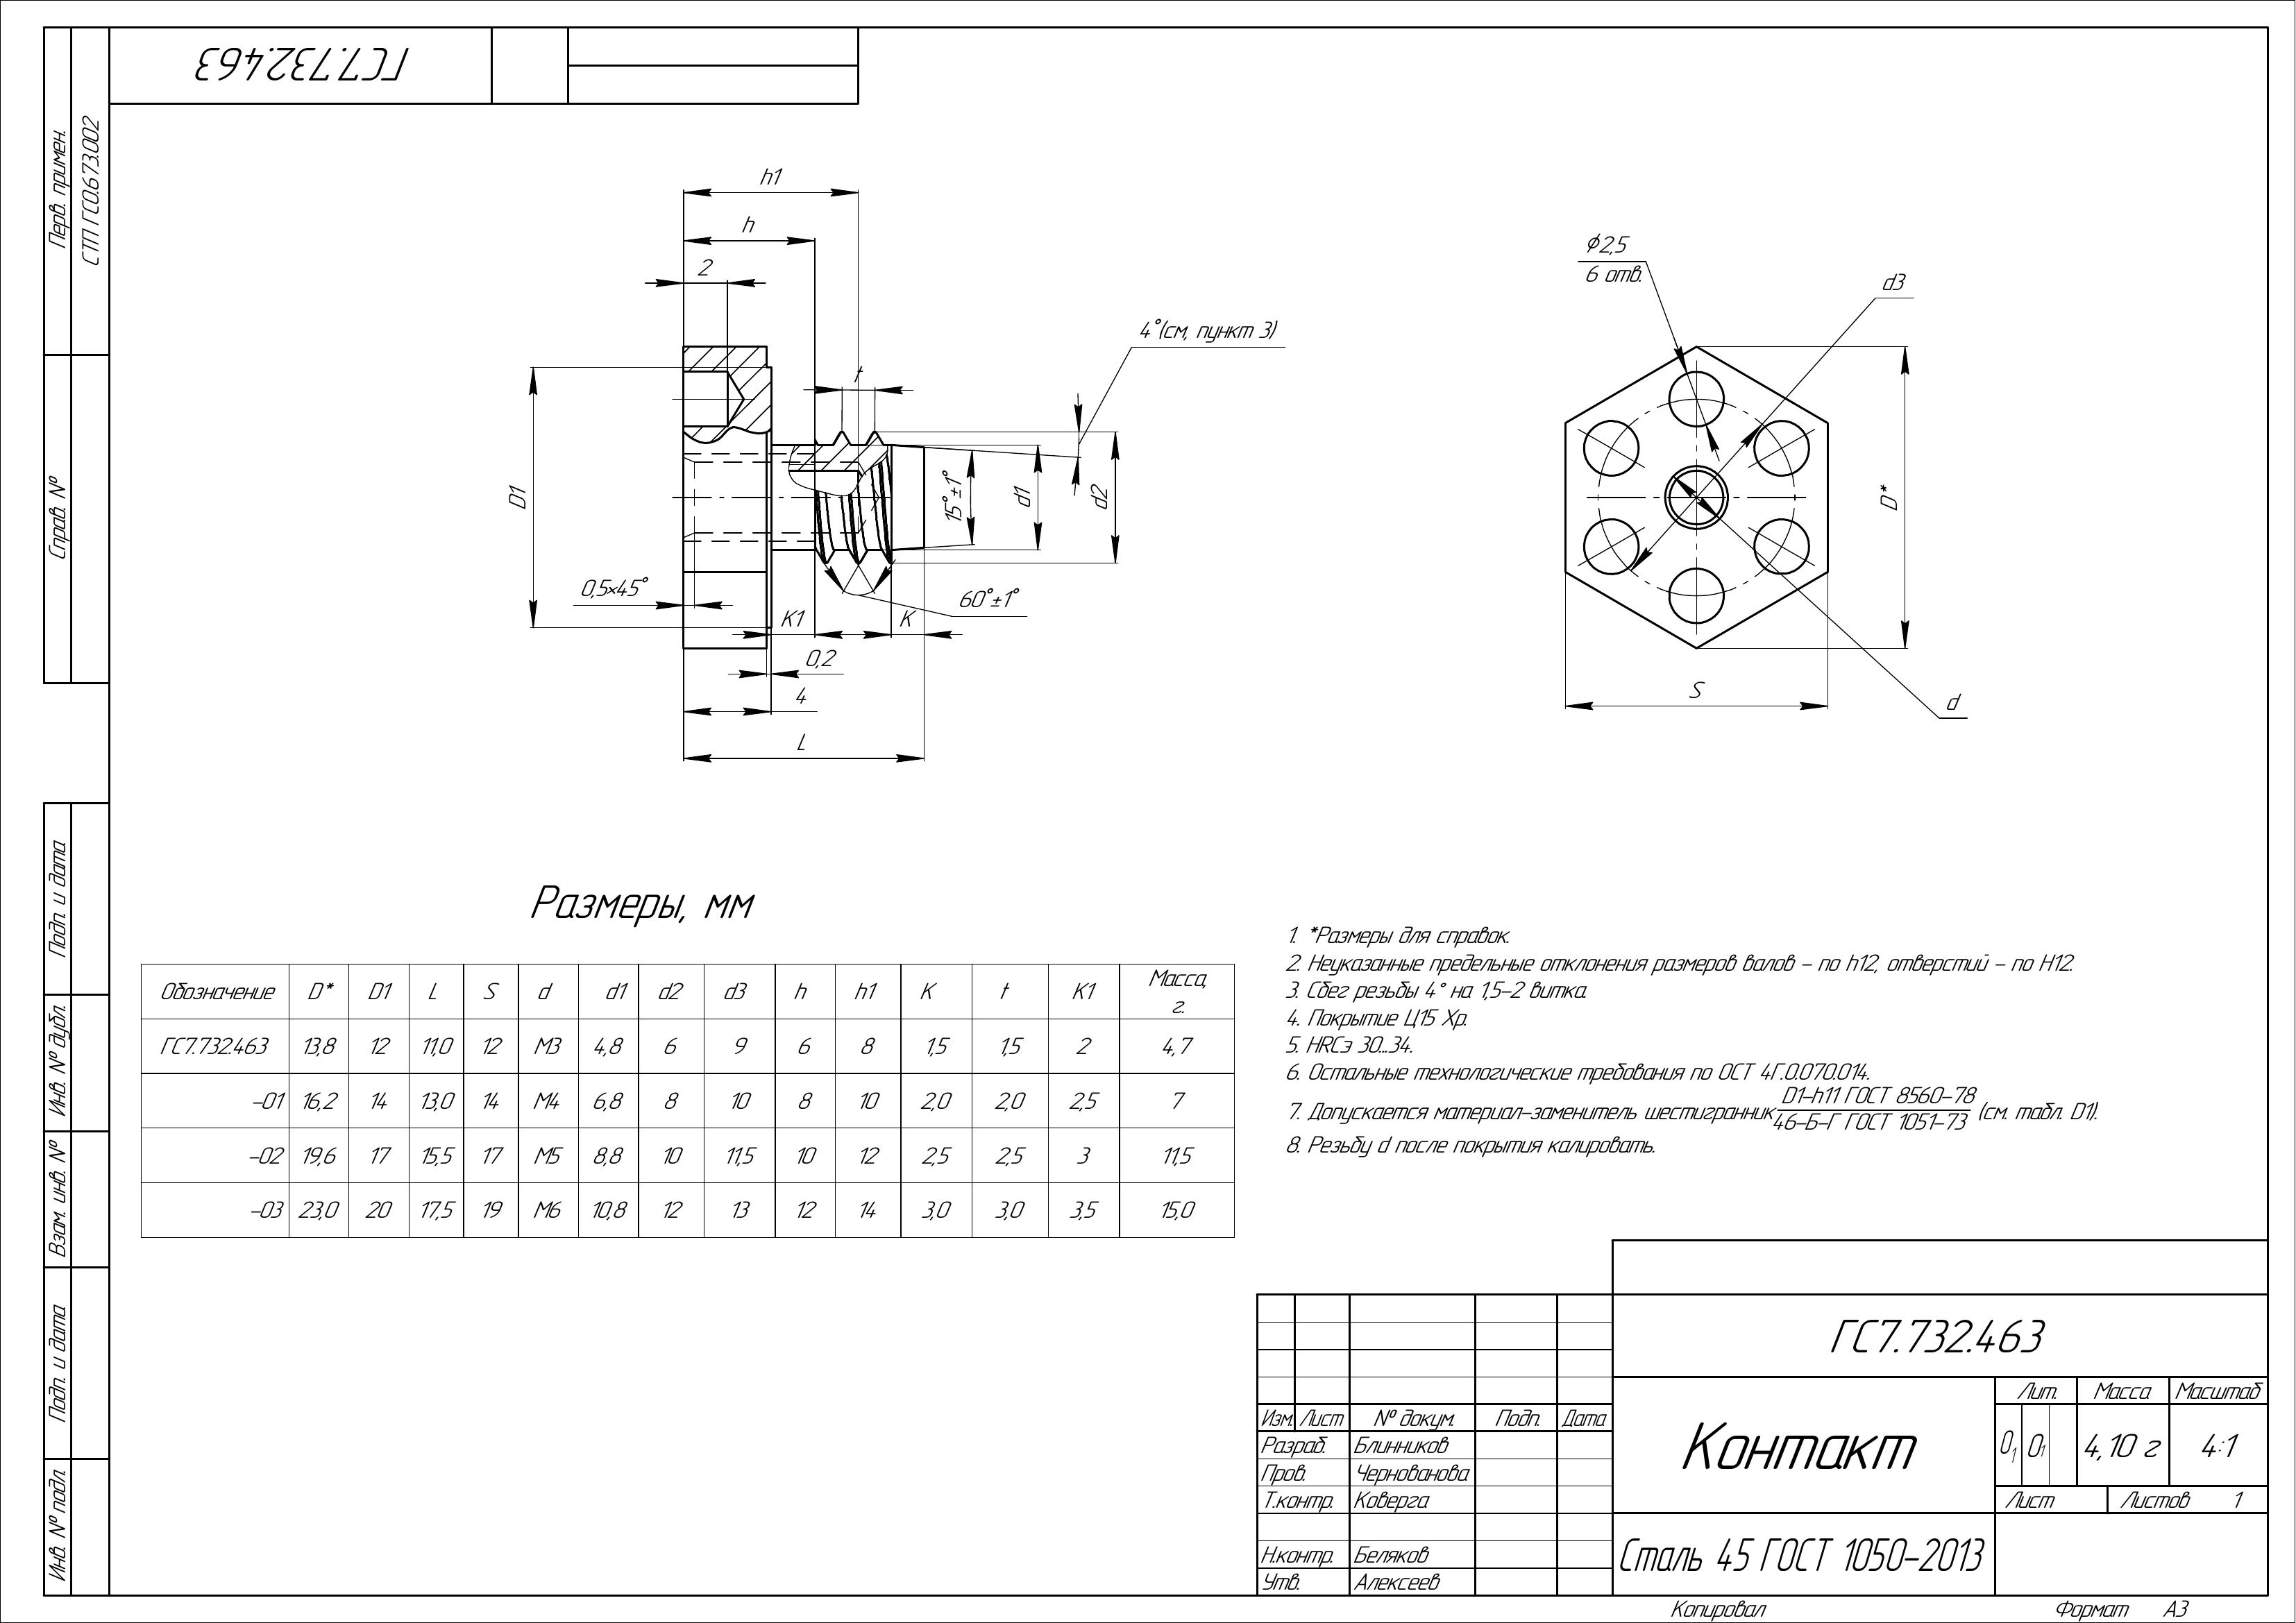 ГС7.732.463
Перв. примен.
СТП ГС0.673.002
Справ. №
Подп. и дата
Инв. № дубл.
Взам. инв. №
Подп. и дата
Инв. № подл.
h1
h
2
t
4°(см, пункт 3)
D1
15°±1°
d1
d2
0,5×45°
60°±1°
K1
K
0,2
4
L
⌀2,5
6 отв.
d3
D*
S
d
Размеры, мм
Обозначение D* D1 L S d d1 d2 d3 h h1 K t K1 Масса, г.
ГС7.732.463 13,8 12 11,0 12 М3 4,8 6 9 6 8 1,5 1,5 2 4,7
-01 16,2 14 13,0 14 М4 6,8 8 10 8 10 2,0 2,0 2,5 7
-02 19,6 17 15,5 17 М5 8,8 10 11,5 10 12 2,5 2,5 3 11,5
-03 23,0 20 17,5 19 М6 10,8 12 13 12 14 3,0 3,0 3,5 15,0
1. *Размеры для справок.
2. Неуказанные предельные отклонения размеров валов - по h12, отверстий - по H12.
3. Сбег резьбы 4° на 1,5-2 витка.
4. Покрытие Ц15 Хр.
5. HRCэ 30...34.
6. Остальные технологические требования по ОСТ 4Г.0.070.014.
D1-h11 ГОСТ 8560-78
7. Допускается материал-заменитель шестигранник (см. табл. D1).
46-Б-Г ГОСТ 1051-73
8. Резьбу d после покрытия калировать.
ГС7.732.463
Изм. Лист № докум. Подп. Дата
Разраб. Блинников
Пров. Чернованова
Т.контр. Коверга
Н.контр. Беляков
Утв. Алексеев
Контакт
Лит. Масса Масштаб
О1 О1 4,10 г 4:1
Лист Листов 1
Сталь 45 ГОСТ 1050-2013
Копировал Формат А3